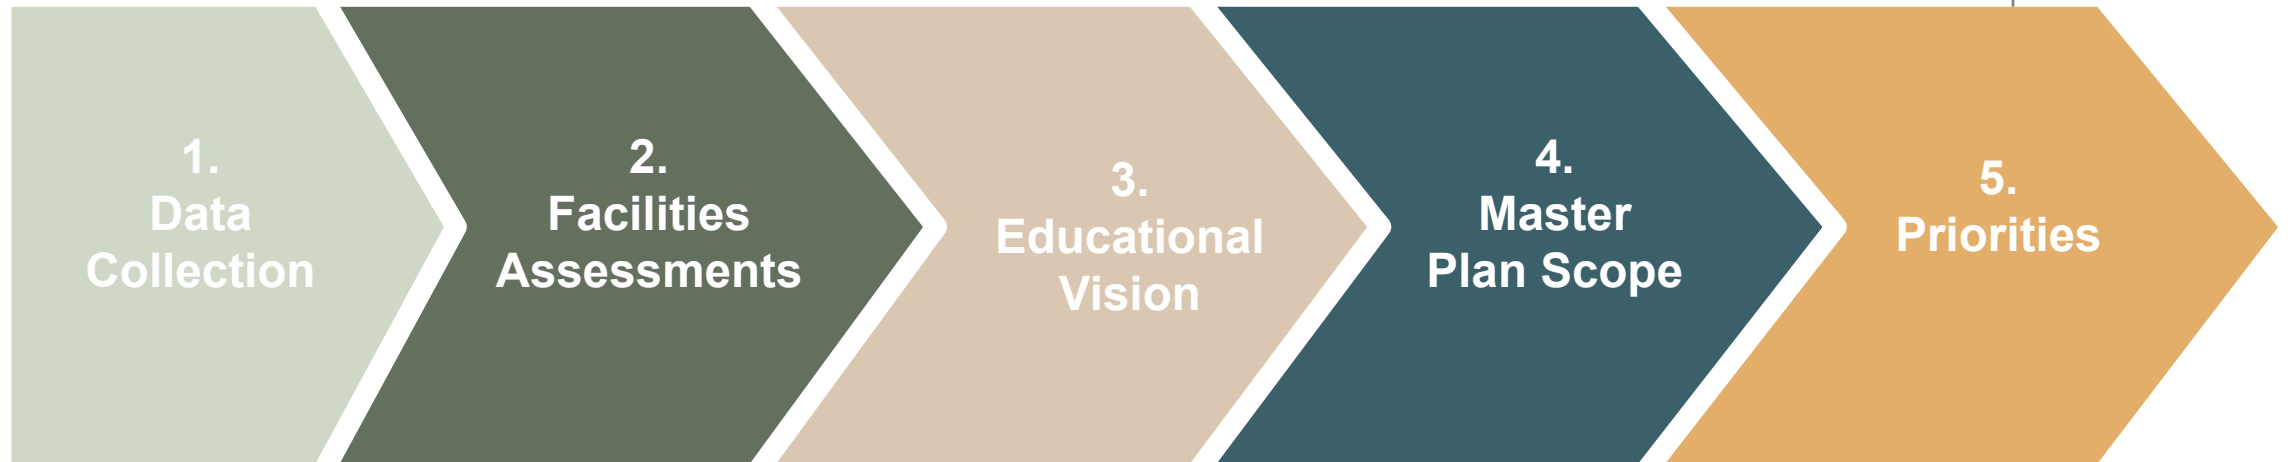 1.
Data
Collection
2.
Facilities
Assessments
3.
Educational
Vision
4.
Master
Plan Scope
5.
Priorities